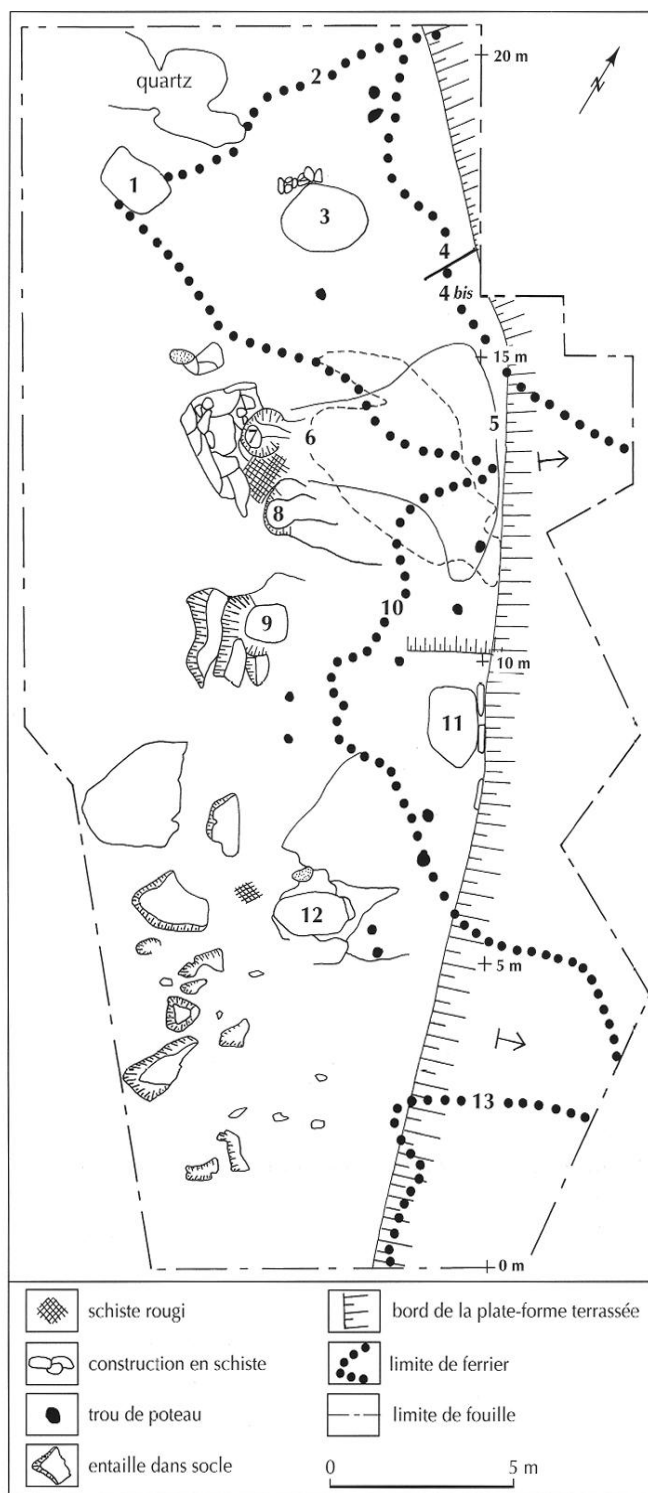 20 m
2
quartz
N
1
3
4
4 bis
15 m
5
6
7
8
10
9
10 m
11
12
5 m
13
0 m
schiste rougi
bord de la plate-forme terrassée
construction en schiste
limite de ferrier
trou de poteau
limite de fouille
entaille dans socle
0 5 m